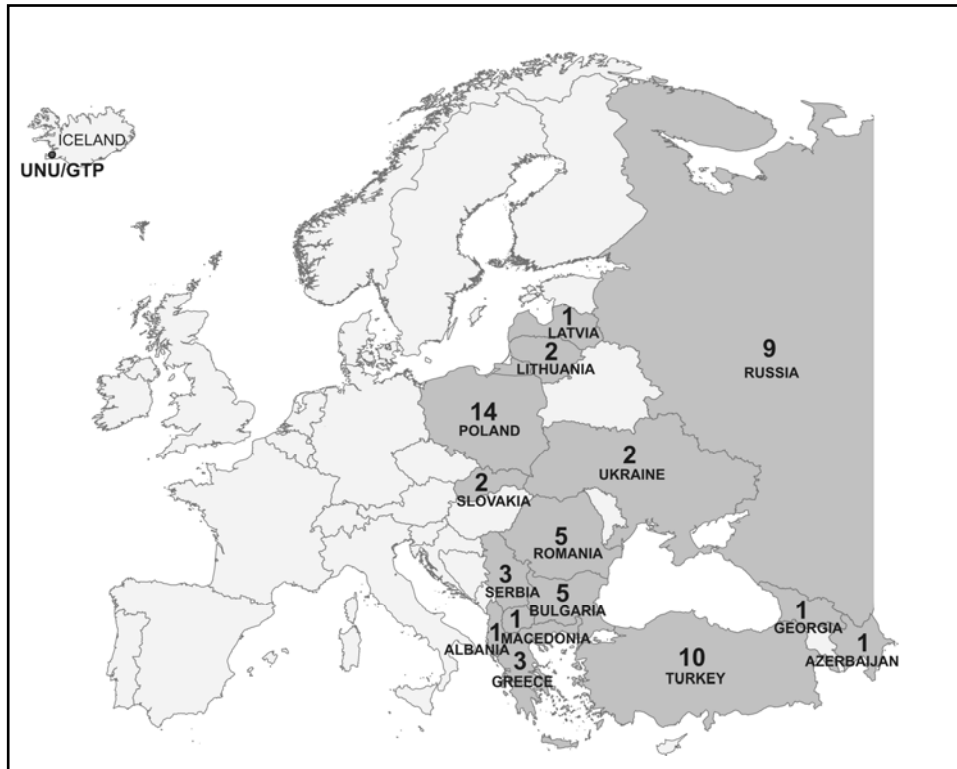 ICELAND
UNU/GTP
1
LATVIA
2
LITHUANIA
9
RUSSIA
14
POLAND
2
UKRAINE
2
SLOVAKIA
5
ROMANIA
3
SERBIA
5
BULGARIA
1
MACEDONIA
1
ALBANIA
3
GREECE
10
TURKEY
1
GEORGIA
1
AZERBAIJAN